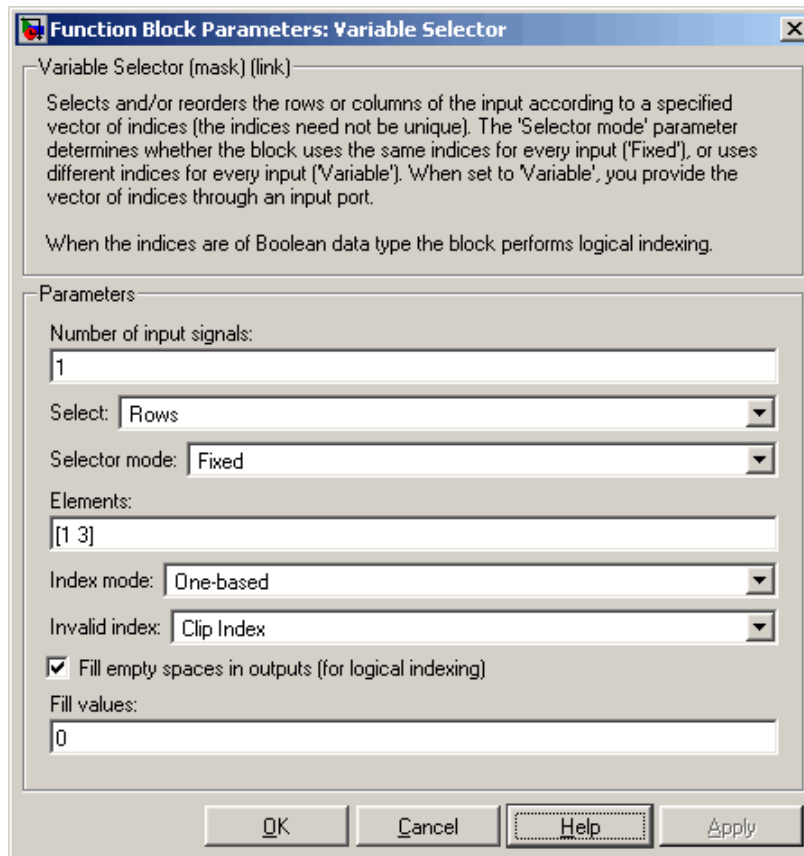 Function Block Parameters: Variable Selector
Variable Selector (mask) (link)
Selects and/or reorders the rows or columns of the input according to a specified
vector of indices (the indices need not be unique). The 'Selector mode' parameter
determines whether the block uses the same indices for every input ('Fixed'), or uses
different indices for every input ('Variable'). When set to 'Variable', you provide the
vector of indices through an input port.
When the indices are of Boolean data type the block performs logical indexing.
Parameters
Number of input signals:
1
Select: Rows
Selector mode: Fixed
Elements:
[1 3]
Index mode: One-based
Invalid index: Clip Index
Fill empty spaces in outputs (for logical indexing)
Fill values:
0
OK Cancel Help Apply